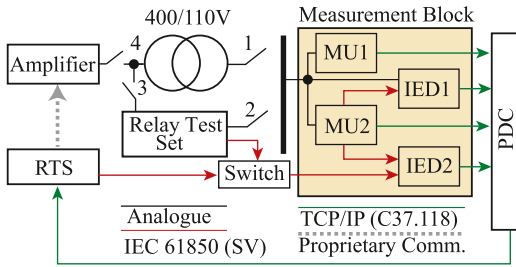 400/110V
Measurement Block
4
1
MU1
Amplifier
3
IED1
PDC
2
Relay Test
Set
MU2
RTS
Switch
IED2
Analogue
TCP/IP (C37.118)
IEC 61850 (SV)
Proprietary Comm.